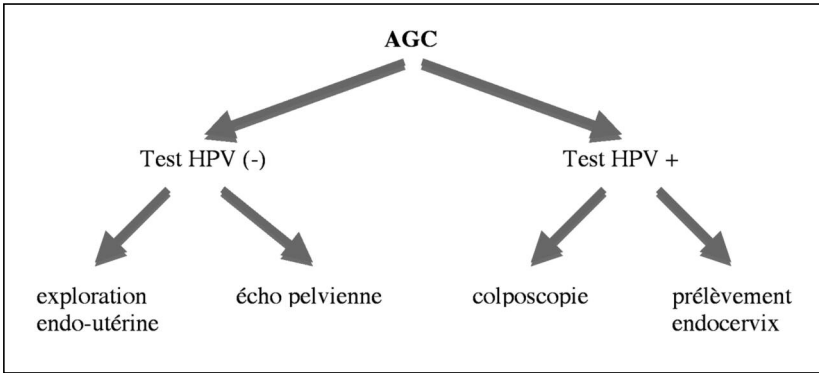 AGC
Test HPV (-)
Test HPV +
exploration
endo-utérine
écho pelvienne
colposcopie
prélèvement
endocervix